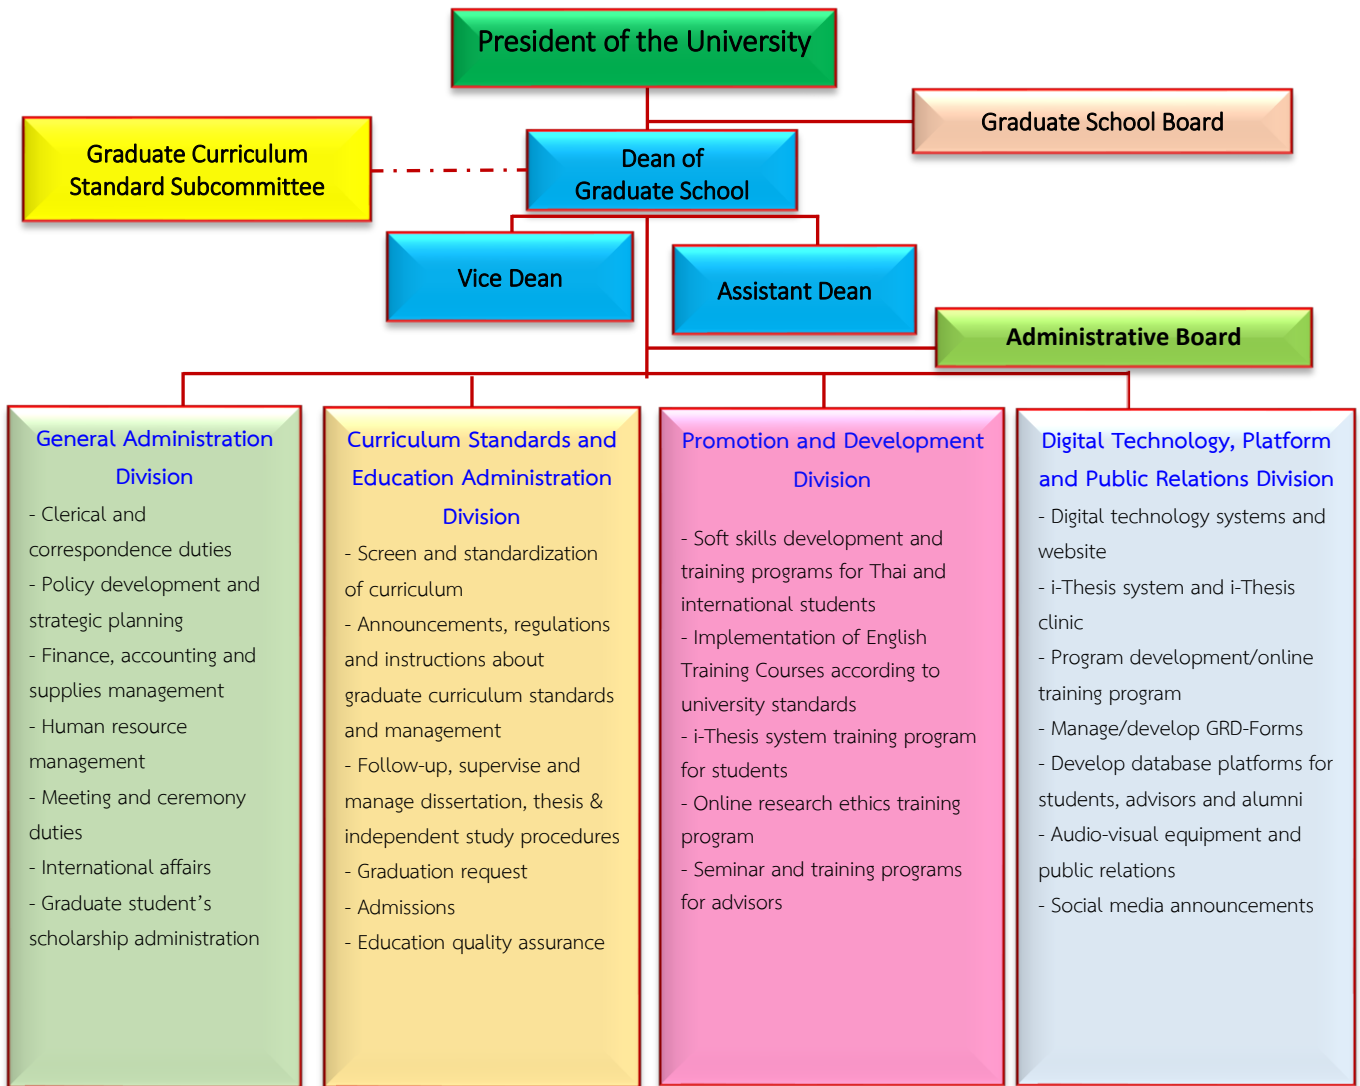 President of the University
Graduate School Board
Graduate Curriculum
Standard Subcommittee
Dean of
Graduate School
Vice Dean
Assistant Dean
Administrative Board
General Administration
Division
- Clerical and
correspondence duties
- Policy development and
strategic planning
- Finance, accounting and
supplies management
- Human resource
management
- Meeting and ceremony
duties
- International affairs
- Graduate student’s
scholarship administration
Curriculum Standards and
Education Administration
Division
- Screen and standardization
of curriculum
- Announcements, regulations
and instructions about
graduate curriculum standards
and management
- Follow-up, supervise and
manage dissertation, thesis &
independent study procedures
- Graduation request
- Admissions
- Education quality assurance
Promotion and Development
Division
- Soft skills development and
training programs for Thai and
international students
- Implementation of English
Training Courses according to
university standards
- i-Thesis system training program
for students
- Online research ethics training
program
- Seminar and training programs
for advisors
Digital Technology, Platform
and Public Relations Division
- Digital technology systems and
website
- i-Thesis system and i-Thesis
clinic
- Program development/online
training program
- Manage/develop GRD-Forms
- Develop database platforms for
students, advisors and alumni
- Audio-visual equipment and
public relations
- Social media announcements